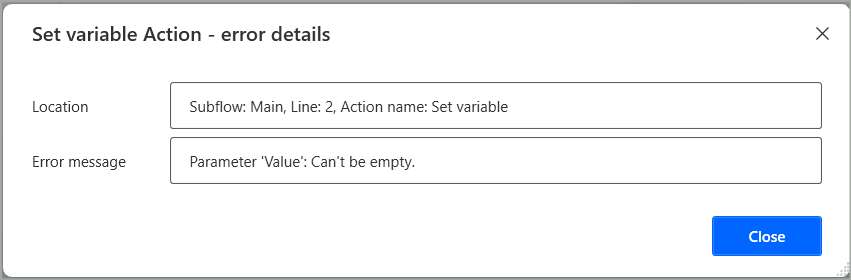 Set variable Action - error details
Location
Subflow: Main, Line: 2, Action name: Set variable
Error message
Parameter 'Value': Can't be empty.
Close